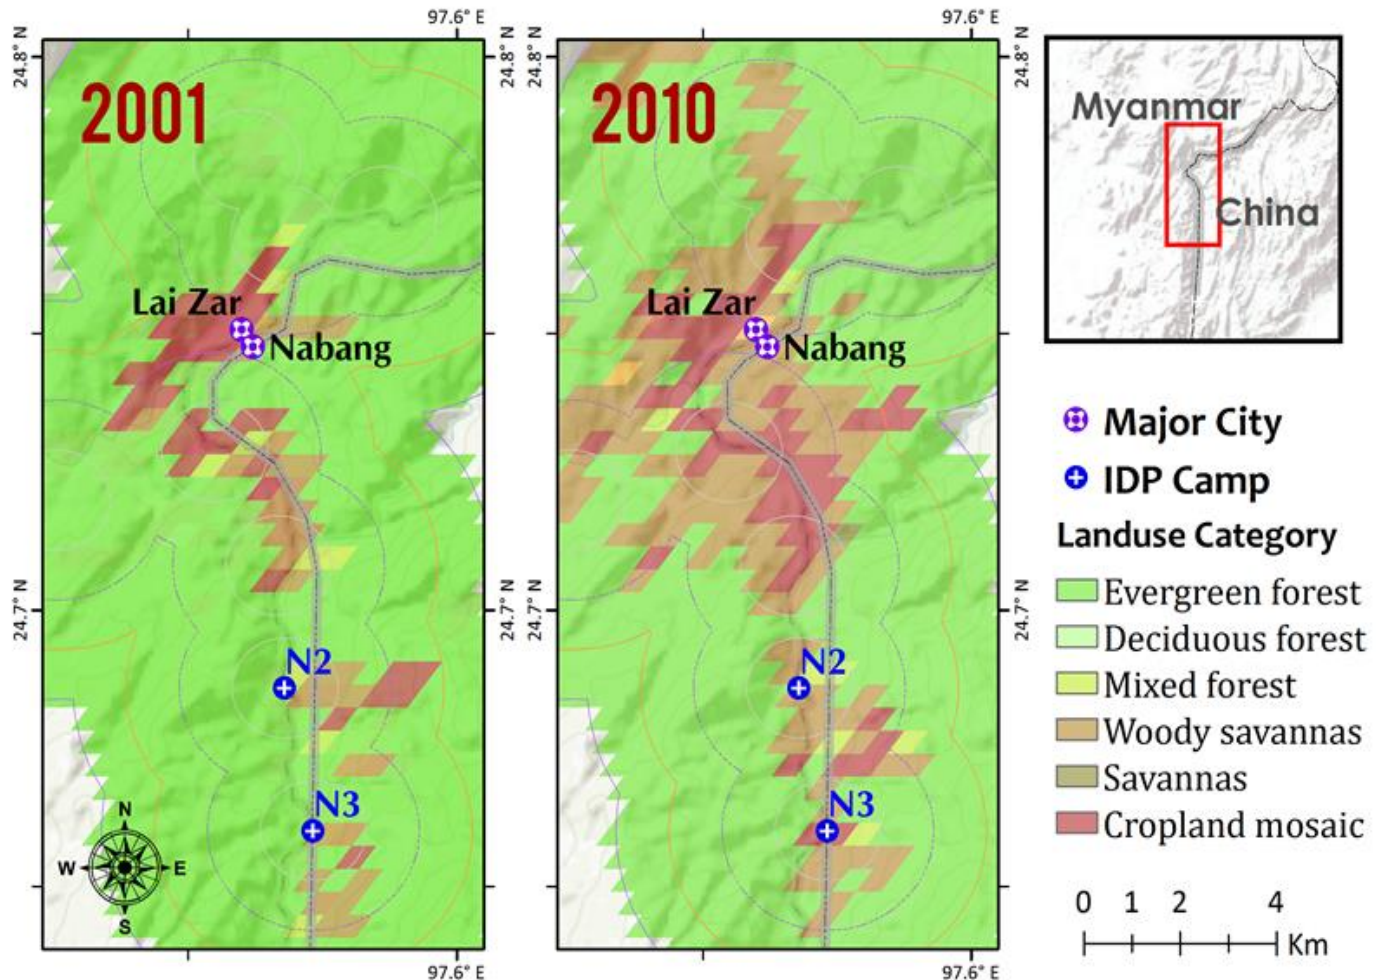 97.6° E
97.6° E
24.8° N
24.8° N
24.8° N
2001
2010
Myanmar
China
Lai Zar
Nabang
Lai Zar
Nabang
Major City
IDP Camp
Landuse Category
Evergreen forest
Deciduous forest
Mixed forest
Woody savannas
Savannas
Cropland mosaic
24.7° N
24.7° N
24.7° N
N2
N2
N3
N3
N
W
E
S
0 1 2 4
Km
97.6° E
97.6° E